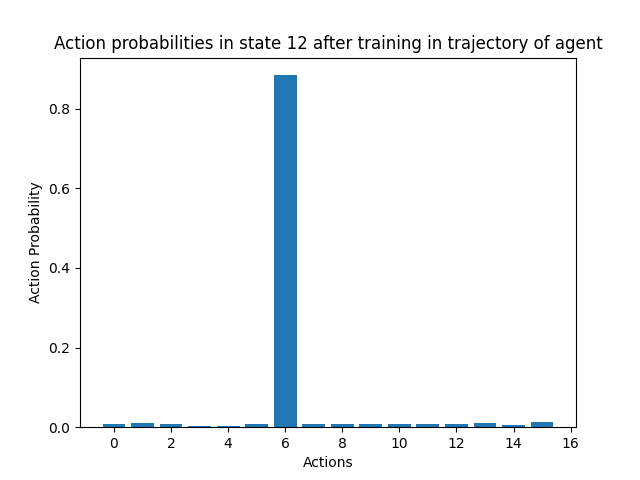 Action probabilities in state 12 after training in trajectory of agent
Action Probability
0.8
0.6
0.4
0.2
0.0
0 2 4 6 8 10 12 14 16
Actions